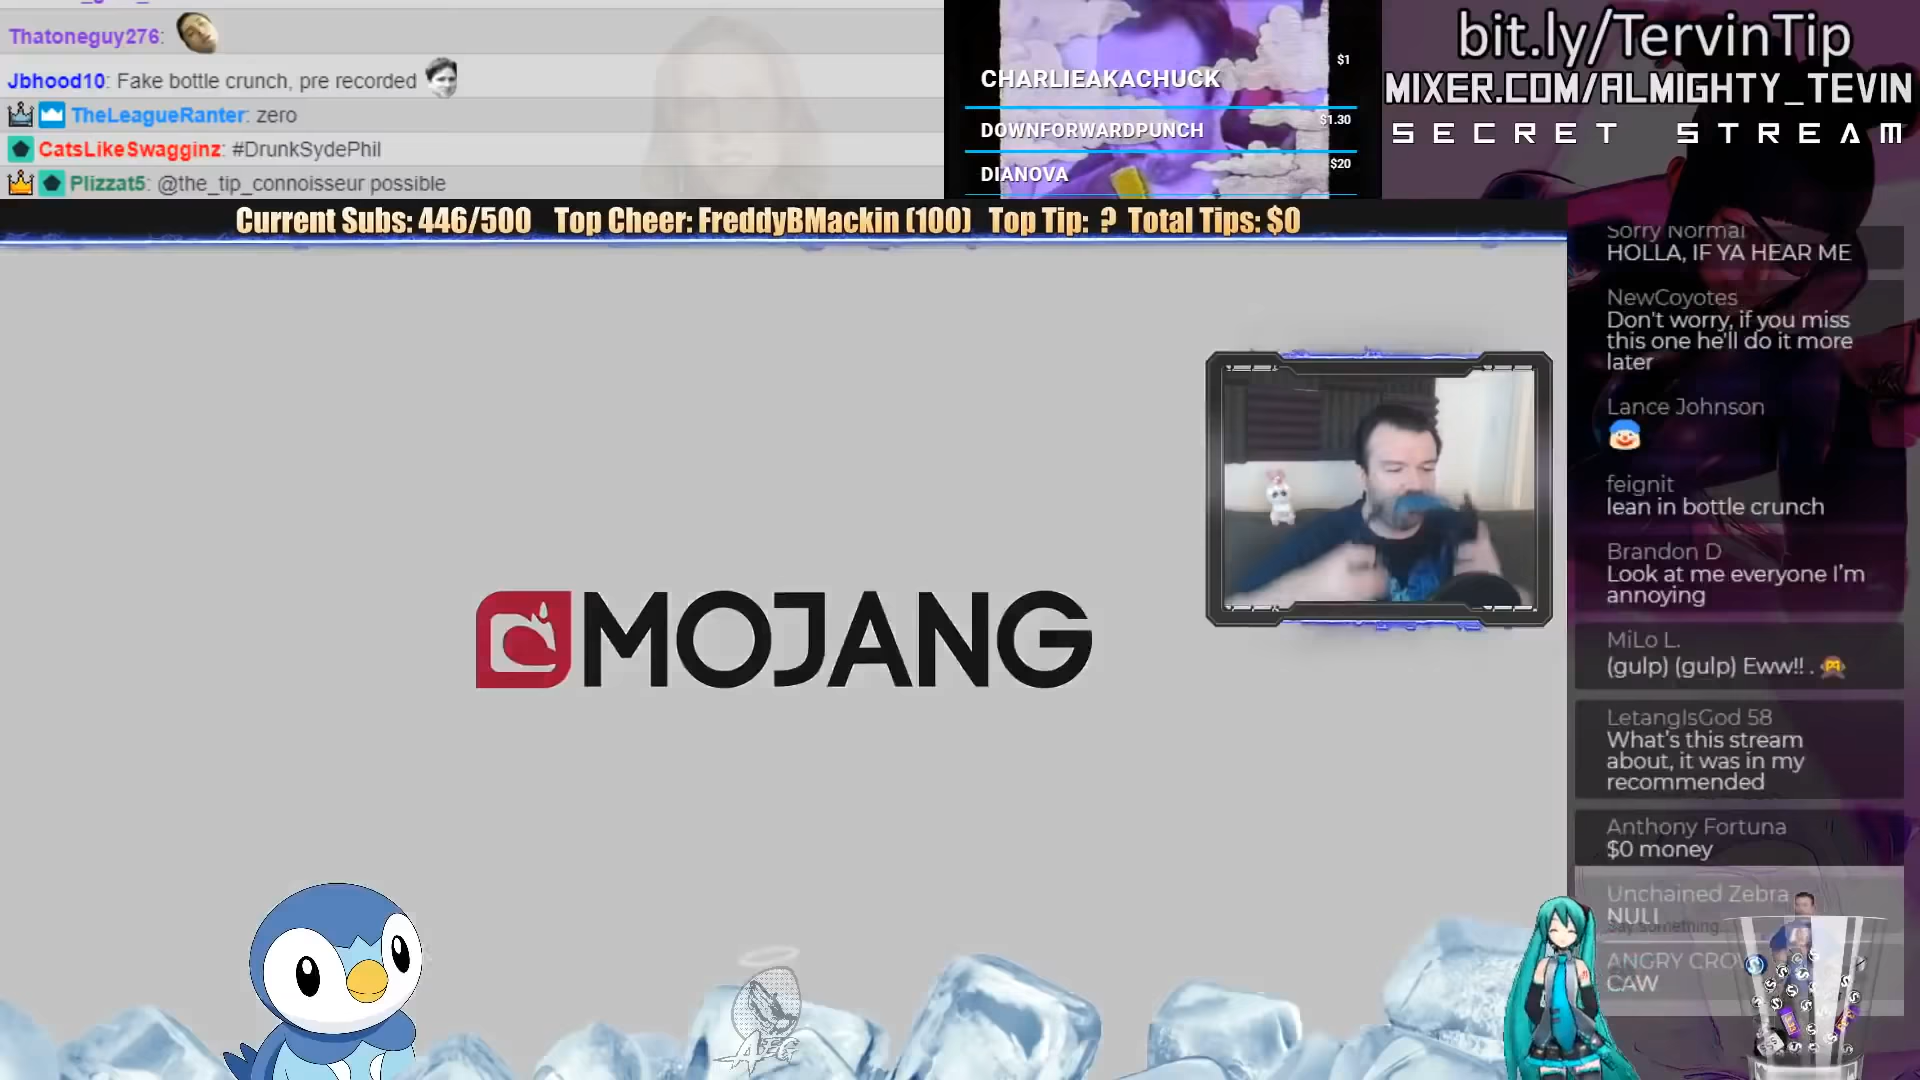 Thatoneguy276:
Jbhood10: Fake bottle crunch, pre recorded
TheLeagueRanter: zero
CatsLikeSwagginz: #DrunkSydePhil
Plizzat5: @the_tip_connoisseur possible
$1
CHARLIEAKACHUCK
$1.30
DOWNFORWARDPUNCH
$20
DIANOVA
bit.ly/TervinTip
MIXER.COM/ALMIGHTY_TEVIN
SECRET STREAM
Current Subs: 446/500 Top Cheer: FreddyBMackin (100) Top Tip: ? Total Tips: $0
MOJANG
Sorry Normal
HOLLA, IF YA HEAR ME
NewCoyotes
Don't worry, if you miss
this one he'll do it more
later
Lance Johnson
feignit
lean in bottle crunch
Brandon D
Look at me everyone I'm
annoying
MiLo L.
(gulp) (gulp) Eww!! .
LetangIsGod 58
What's this stream
about, it was in my
recommended
Anthony Fortuna
$0 money
Unchained Zebra
NULL
Say something...
ANGRY CROW
CAW
AEG